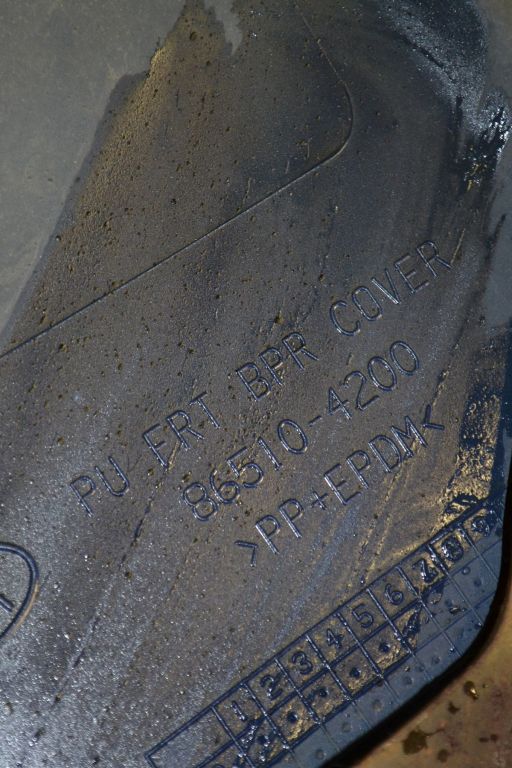 PU FRT BPR COVER
86510-4200
>PP+EPDM<
1 2 3 4 5 6 7 8 9